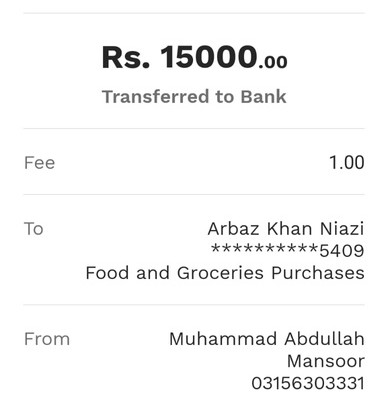 Rs. 15000.00
Transferred to Bank
Fee 1.00
To Arbaz Khan Niazi
**********5409
Food and Groceries Purchases
From Muhammad Abdullah
Mansoor
03156303331